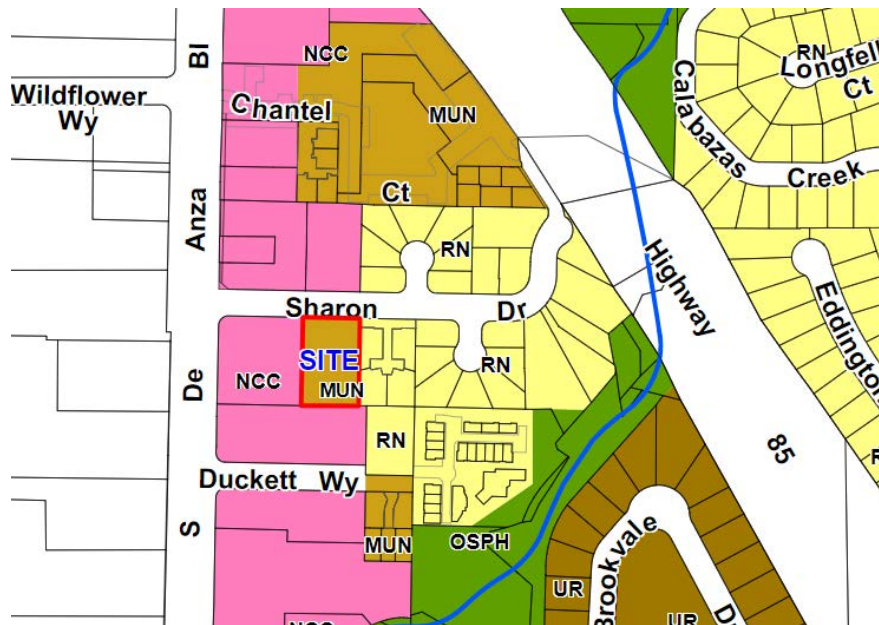 Bl
NCC
RN
Longfell
Ct
Wildflower
Wy
Chantel
MUN
Calabazas
Creek
Ct
Anza
RN
Highway
Sharon
Dr
Eddington
SITE
RN
De
NCC
MUN
RN
85
Duckett Wy
S
MUN
OSPH
Brookvale
UR
Dr
UR